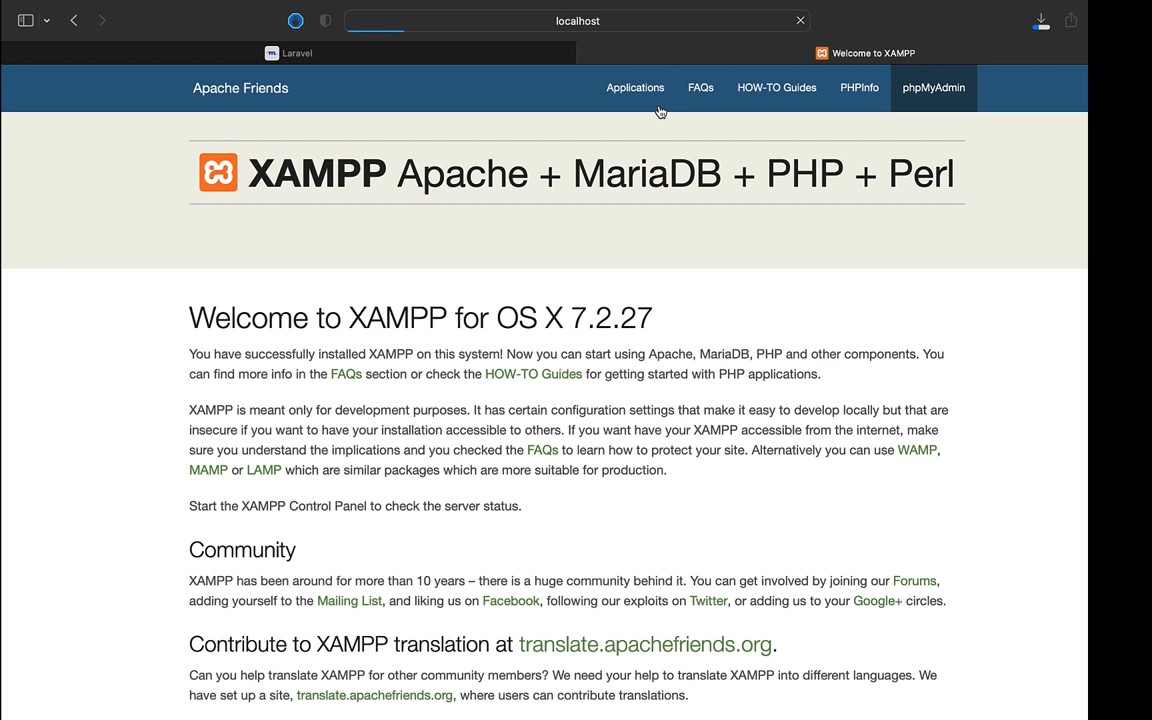 localhost
Laravel
Welcome to XAMPP
Apache Friends
Applications
FAQs
HOW-TO Guides
PHPInfo
phpMyAdmin
XAMPP Apache + MariaDB + PHP + Perl
Welcome to XAMPP for OS X 7.2.27
You have successfully installed XAMPP on this system! Now you can start using Apache, MariaDB, PHP and other components. You
can find more info in the FAQs section or check the HOW-TO Guides for getting started with PHP applications.
XAMPP is meant only for development purposes. It has certain configuration settings that make it easy to develop locally but that are
insecure if you want to have your installation accessible to others. If you want have your XAMPP accessible from the internet, make
sure you understand the implications and you checked the FAQs to learn how to protect your site. Alternatively you can use WAMP,
MAMP or LAMP which are similar packages which are more suitable for production.
Start the XAMPP Control Panel to check the server status.
Community
XAMPP has been around for more than 10 years – there is a huge community behind it. You can get involved by joining our Forums,
adding yourself to the Mailing List, and liking us on Facebook, following our exploits on Twitter, or adding us to your Google+ circles.
Contribute to XAMPP translation at translate.apachefriends.org.
Can you help translate XAMPP for other community members? We need your help to translate XAMPP into different languages. We
have set up a site, translate.apachefriends.org, where users can contribute translations.